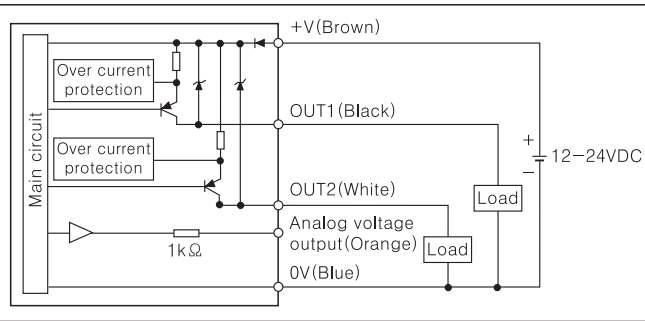 +V(Brown)
Over current
protection
OUT1(Black)
Main circuit
Over current
protection
+
12-24VDC
-
OUT2(White)
Load
Analog voltage
output(Orange)
Load
1kΩ
0V(Blue)